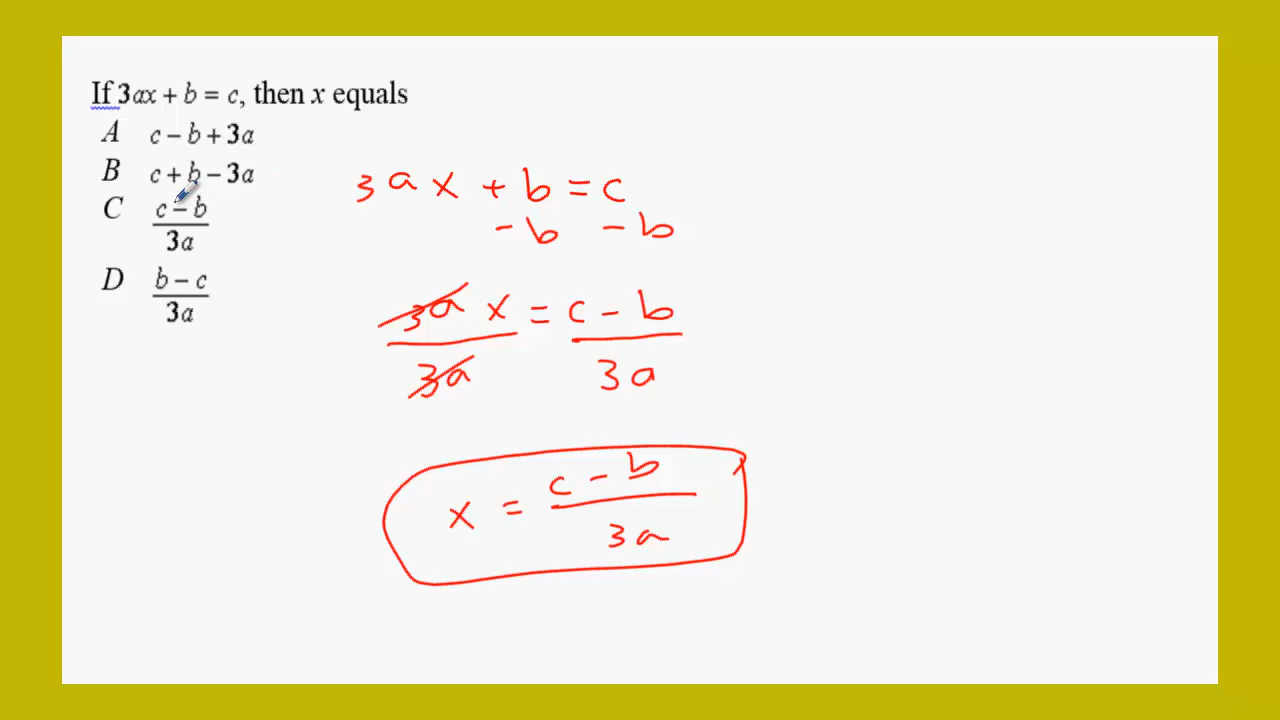 If 3ax + b = c, then x equals
A c − b + 3a
B c + b − 3a
C c − b
3a
D b − c
3a
3ax + b = c
− b − b
3a x = c − b
3a 3a
x = c − b
3a